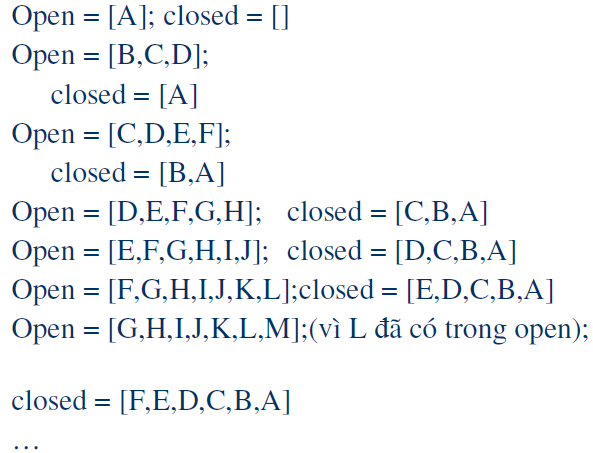 Open = [A]; closed = []
Open = [B,C,D];
closed = [A]
Open = [C,D,E,F];
closed = [B,A]
Open = [D,E,F,G,H]; closed = [C,B,A]
Open = [E,F,G,H,I,J]; closed = [D,C,B,A]
Open = [F,G,H,I,J,K,L];closed = [E,D,C,B,A]
Open = [G,H,I,J,K,L,M];(vì L đã có trong open);
closed = [F,E,D,C,B,A]
…